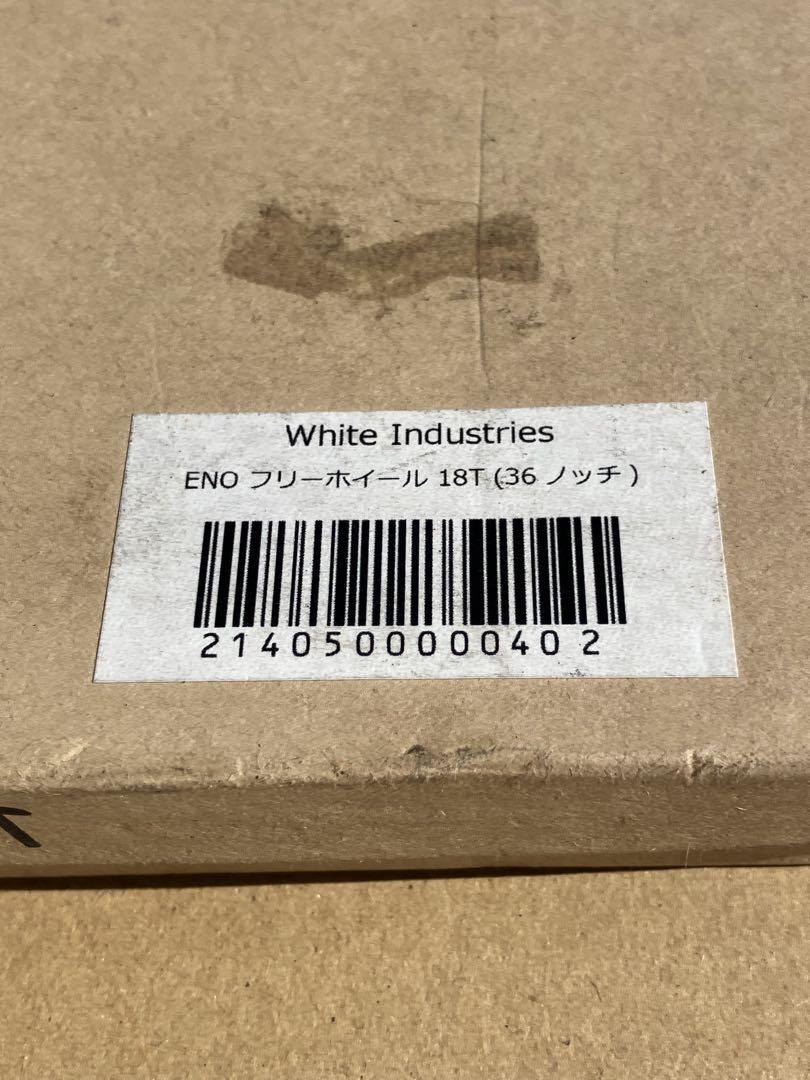 White Industries
ENO フリーホイール 18T (36 ノッチ )
2140500000402